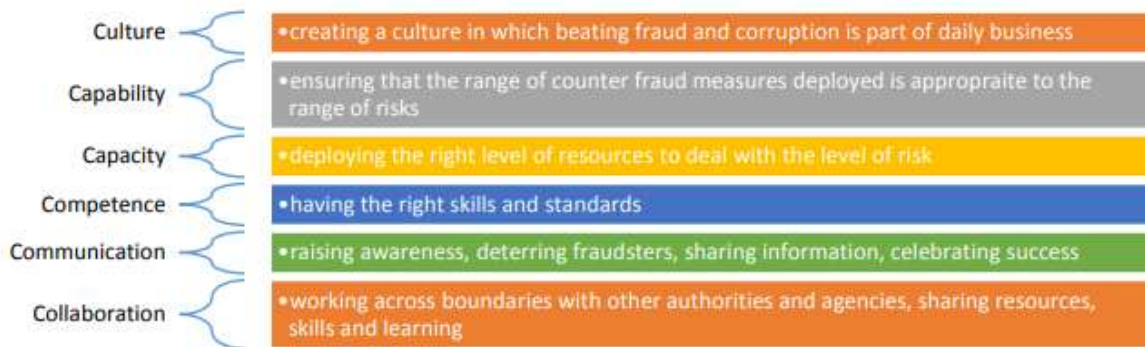 Culture
•creating a culture in which beating fraud and corruption is part of daily business
Capability
•ensuring that the range of counter fraud measures deployed is appropraite to the
range of risks
Capacity
•deploying the right level of resources to deal with the level of risk
Competence
•having the right skills and standards
Communication
•raising awareness, deterring fraudsters, sharing information, celebrating success
Collaboration
•working across boundaries with other authorities and agencies, sharing resources,
skills and learning